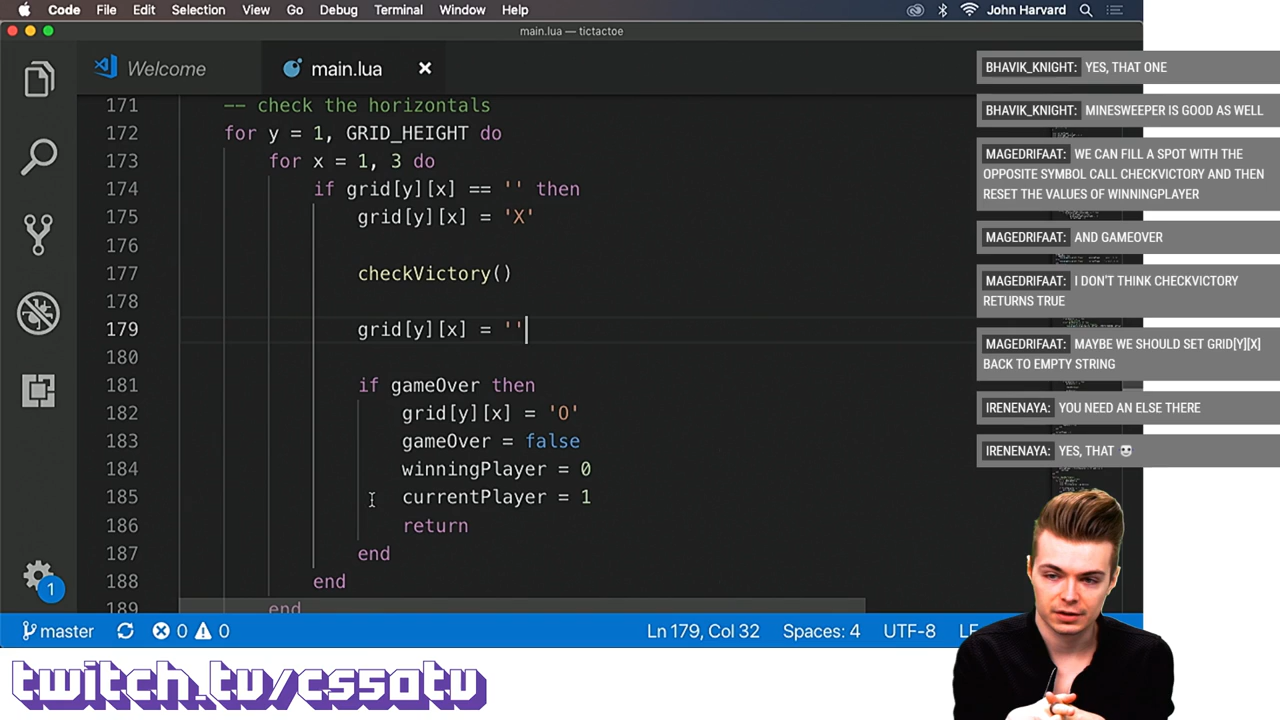 Code File Edit Selection View Go Debug Terminal Window Help John Harvard
main.lua — tictactoe
Welcome main.lua
171 -- check the horizontals
172 for y = 1, GRID_HEIGHT do
173 for x = 1, 3 do
174 if grid[y][x] == '' then
175 grid[y][x] = 'X'
176
177 checkVictory()
178
179 grid[y][x] = ''
180
181 if gameOver then
182 grid[y][x] = 'O'
183 gameOver = false
184 winningPlayer = 0
185 currentPlayer = 1
186 return
187 end
188 end
189 end
BHAVIK_KNIGHT: YES, THAT ONE
BHAVIK_KNIGHT: MINESWEEPER IS GOOD AS WELL
MAGEDRIFAAT: WE CAN FILL A SPOT WITH THE
OPPOSITE SYMBOL CALL CHECKVICTORY AND THEN
RESET THE VALUES OF WINNINGPLAYER
MAGEDRIFAAT: AND GAMEOVER
MAGEDRIFAAT: I DON'T THINK CHECKVICTORY
RETURNS TRUE
MAGEDRIFAAT: MAYBE WE SHOULD SET GRID[Y][X]
BACK TO EMPTY STRING
IRENENAYA: YOU NEED AN ELSE THERE
IRENENAYA: YES, THAT
1
master 0 0 Ln 179, Col 32 Spaces: 4 UTF-8 LF
twitch.tv/cs50tv